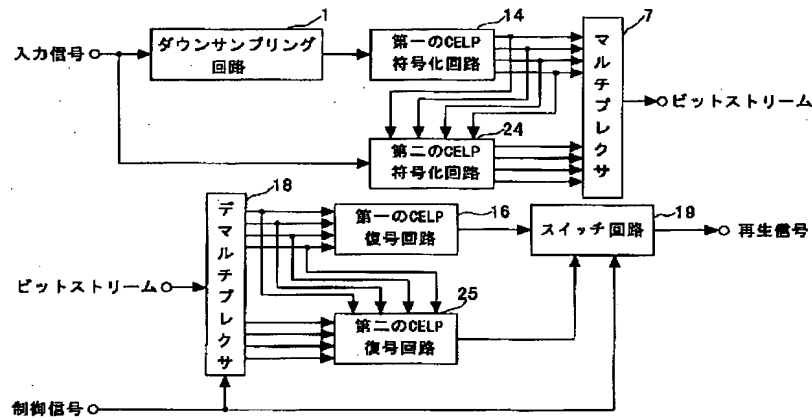 1
14
7
入力信号
ダウンサンプリング
回路
第一のCELP
符号化回路
マルチプレクサ
ビットストリーム
24
第二のCELP
符号化回路
18
デマルチプレクサ
第一のCELP
復号回路
16
スイッチ回路
19
再生信号
ビットストリーム
25
第二のCELP
復号回路
制御信号